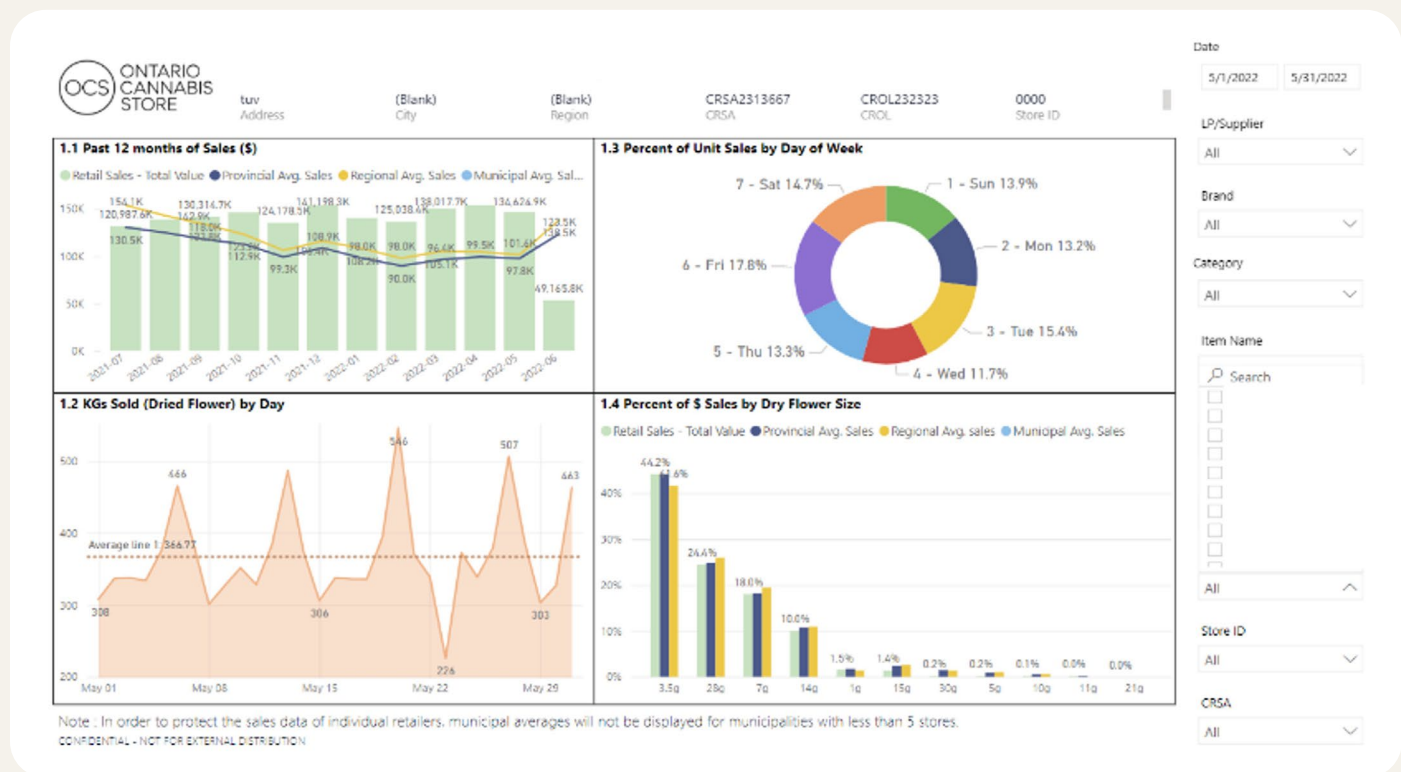 OCS ONTARIO
CANNABIS
STORE
tuv
Address
(Blank)
City
(Blank)
Region
CRSA2313667
CRSA
CROL232323
CROL
0000
Store ID
1.1 Past 12 months of Sales ($)
Retail Sales - Total Value Provincial Avg. Sales Regional Avg. Sales Municipal Avg. Sal...
150K
100K
50K
0K
154.1K
120,987.6K
130.5K
130,314.7K
162.9K
118.0K
112.9K
124,178.5K
99.3K
141,198.3K
108.9K
98.0K
108.2K
125,038.4K
98.0K
90.0K
138,017.7K
96.4K
105.1K
99.5K
134,624.9K
101.6K
97.8K
123.5K
138.5K
49,165.8K
2021-07
2021-08
2021-09
2021-10
2021-11
2021-12
2022-01
2022-02
2022-03
2022-04
2022-05
2022-06
1.3 Percent of Unit Sales by Day of Week
7 - Sat 14.7%
1 - Sun 13.9%
2 - Mon 13.2%
6 - Fri 17.8%
3 - Tue 15.4%
5 - Thu 13.3%
4 - Wed 11.7%
1.2 KGs Sold (Dried Flower) by Day
500
400
300
200
Average line 1: 366.77
308
466
306
546
226
507
303
463
May 01
May 08
May 15
May 22
May 29
1.4 Percent of $ Sales by Dry Flower Size
Retail Sales - Total Value Provincial Avg. Sales Regional Avg. sales Municipal Avg. Sales
40%
30%
20%
10%
0%
44.2%
41.6%
24.4%
18.0%
10.0%
1.5%
1.4%
0.2%
0.2%
0.1%
0.0%
0.0%
3.5g
28g
7g
14g
1g
15g
30g
5g
10g
11g
21g
Note : In order to protect the sales data of individual retailers, municipal averages will not be displayed for municipalities with less than 5 stores.
CONFIDENTIAL - NOT FOR EXTERNAL DISTRIBUTION
Date
5/1/2022 5/31/2022
LP/Supplier
All
Brand
All
Category
All
Item Name
Search
All
Store ID
All
CRSA
All